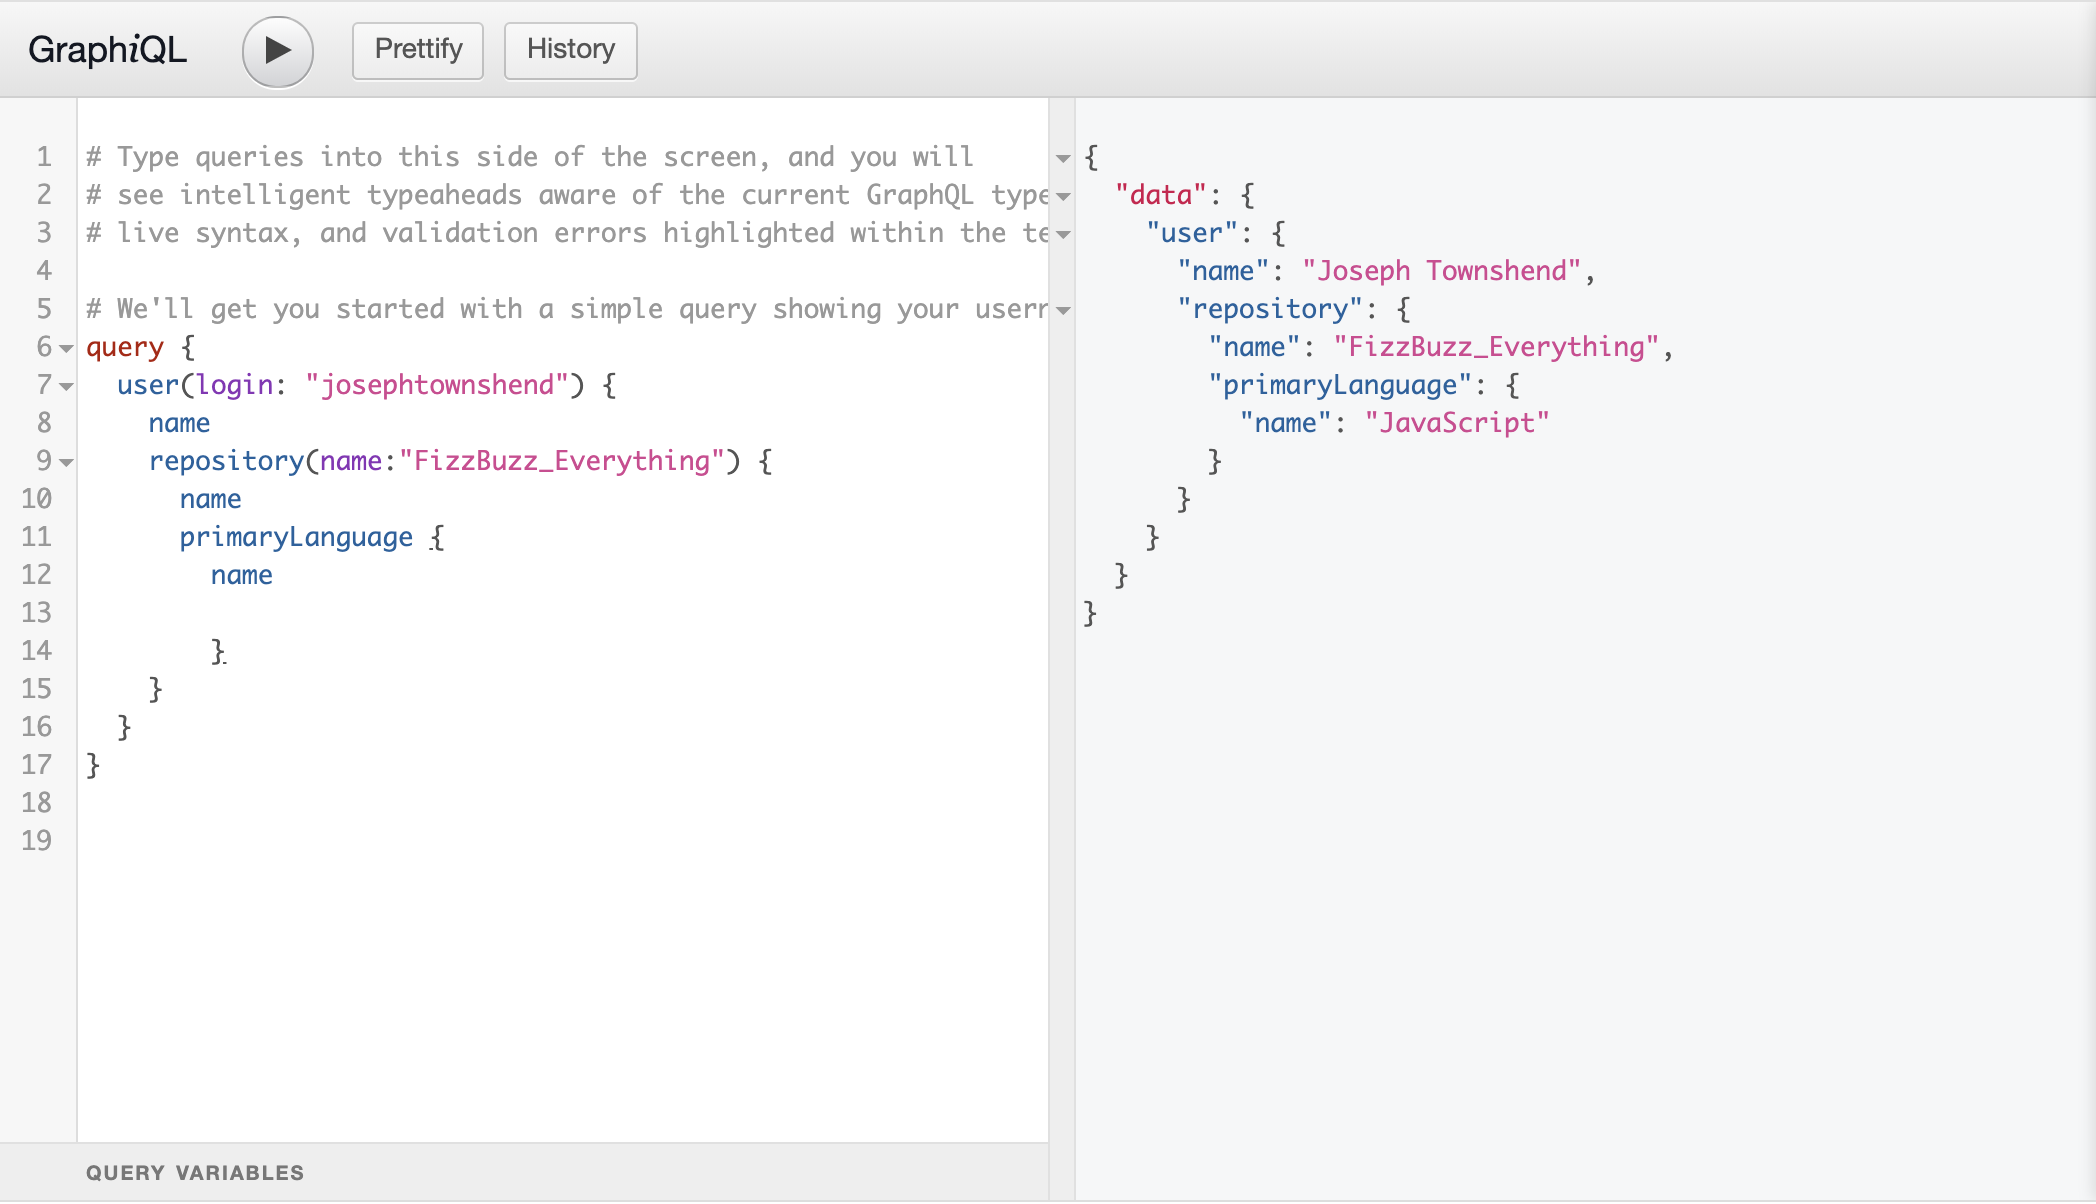 GraphiQL
Prettify
History
1 # Type queries into this side of the screen, and you will
2 # see intelligent typeaheads aware of the current GraphQL type
3 # live syntax, and validation errors highlighted within the
4
5 # We'll get you started with a simple query showing your
6 query {
7   user(login: "josephtownshend") {
8     name
9     repository(name:"FizzBuzz_Everything") {
10       name
11       primaryLanguage {
12         name
13
14         }
15     }
16   }
17 }
18
19
QUERY VARIABLES
{
  "data": {
    "user": {
      "name": "Joseph Townshend",
      "repository": {
        "name": "FizzBuzz_Everything",
        "primaryLanguage": {
          "name": "JavaScript"
        }
      }
    }
  }
}